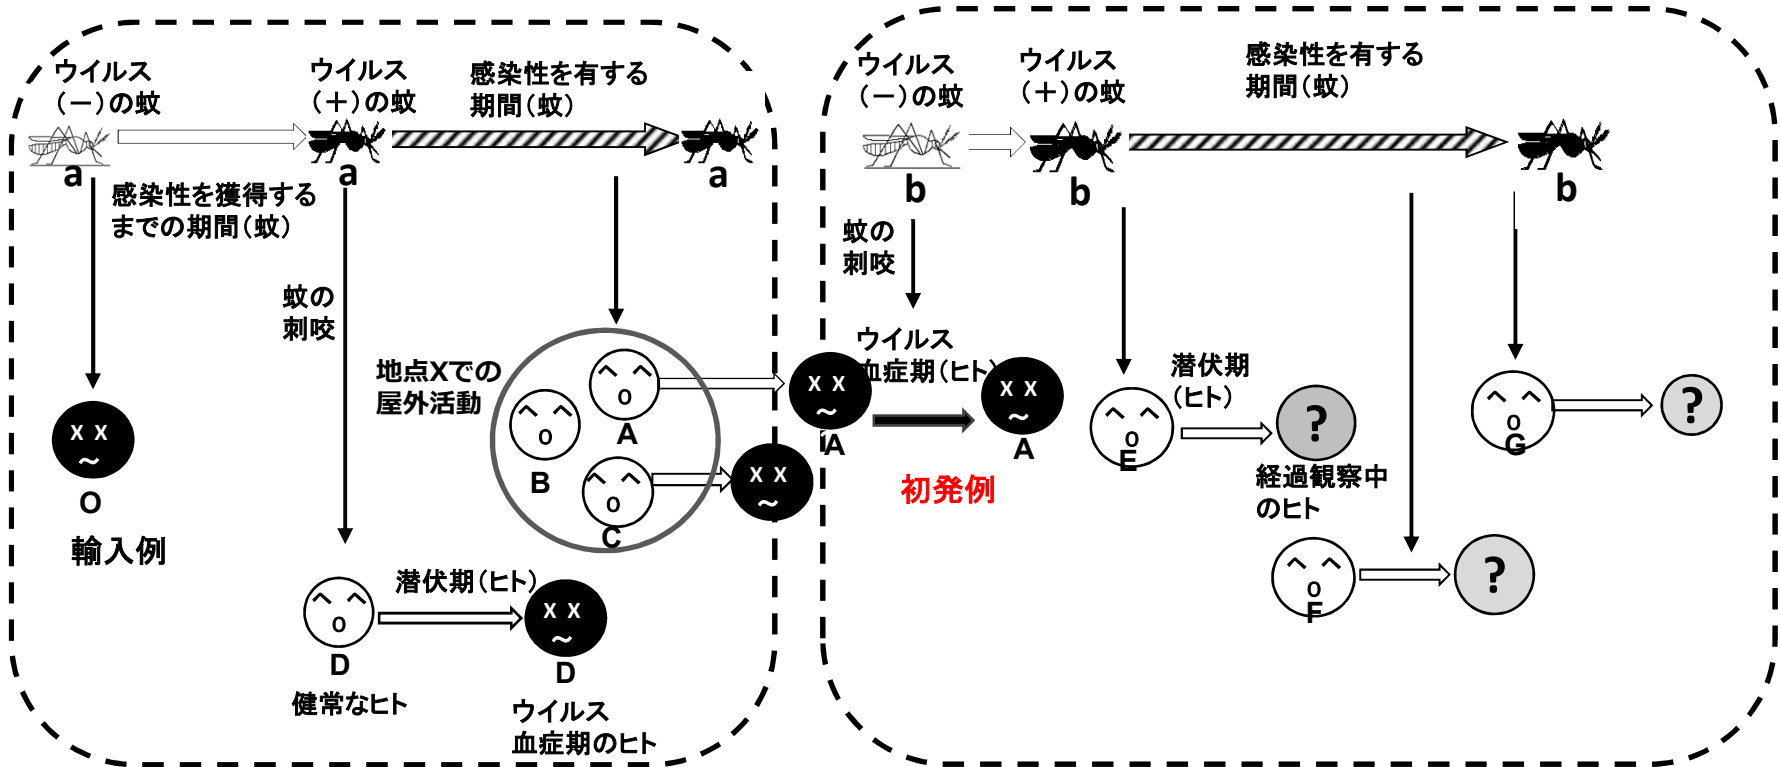 ウイルス
(-)の蚊
ウイルス
(+)の蚊
感染性を有する
期間(蚊)
a
a
a
感染性を獲得する
までの期間(蚊)
蚊の
刺咬
地点Xでの
屋外活動
X X
~
O
輸入例
A
B
C
X X
~
D
健常なヒト
潜伏期(ヒト)
X X
~
D
ウイルス
血症期のヒト
ウイルス
(-)の蚊
ウイルス
(+)の蚊
感染性を有する
期間(蚊)
b
b
b
蚊の
刺咬
ウイルス
血症期(ヒト)
X X
~
A
X X
~
A
初発例
E
潜伏期
(ヒト)
?
経過観察中
のヒト
F
?
G
?